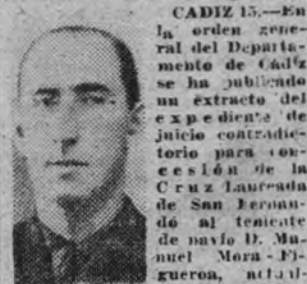 CADIZ 15.—En
la orden gene-
ral del Departa-
mento de Cádiz
se ha publicado
un extracto del
expediente de
juicio contradic-
torio para con-
cesión de la
Cruz Laureada
de San Fernan-
do al teniente
de navío D. Ma-
nuel Mora-Fi-
gueroa, actual-